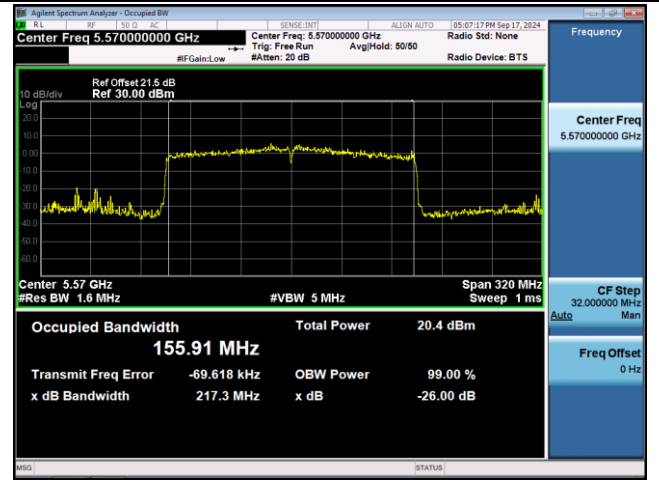 Agilent Spectrum Analyzer - Occupied BW
RL RF 50 Ω AC SENSE:INT ALIGN AUTO 05:07:17 PM Sep 17, 2024
Center Freq 5.570000000 GHz Center Freq: 5.570000000 GHz Radio Std: None
Trig: Free Run Avg|Hold: 50/50
#IFGain:Low #Atten: 20 dB Radio Device: BTS
Frequency
Ref Offset 21.5 dB
10 dB/div Ref 30.00 dBm
Log
20.0
10.0
0.00
-10.0
-20.0
-30.0
-40.0
-50.0
-60.0
Center 5.57 GHz Span 320 MHz
#Res BW 1.6 MHz #VBW 5 MHz Sweep 1 ms
Occupied Bandwidth Total Power 20.4 dBm
155.91 MHz
Transmit Freq Error -69.618 kHz OBW Power 99.00 %
x dB Bandwidth 217.3 MHz x dB -26.00 dB
Center Freq
5.570000000 GHz
CF Step
32.000000 MHz
Auto Man
Freq Offset
0 Hz
MSG STATUS